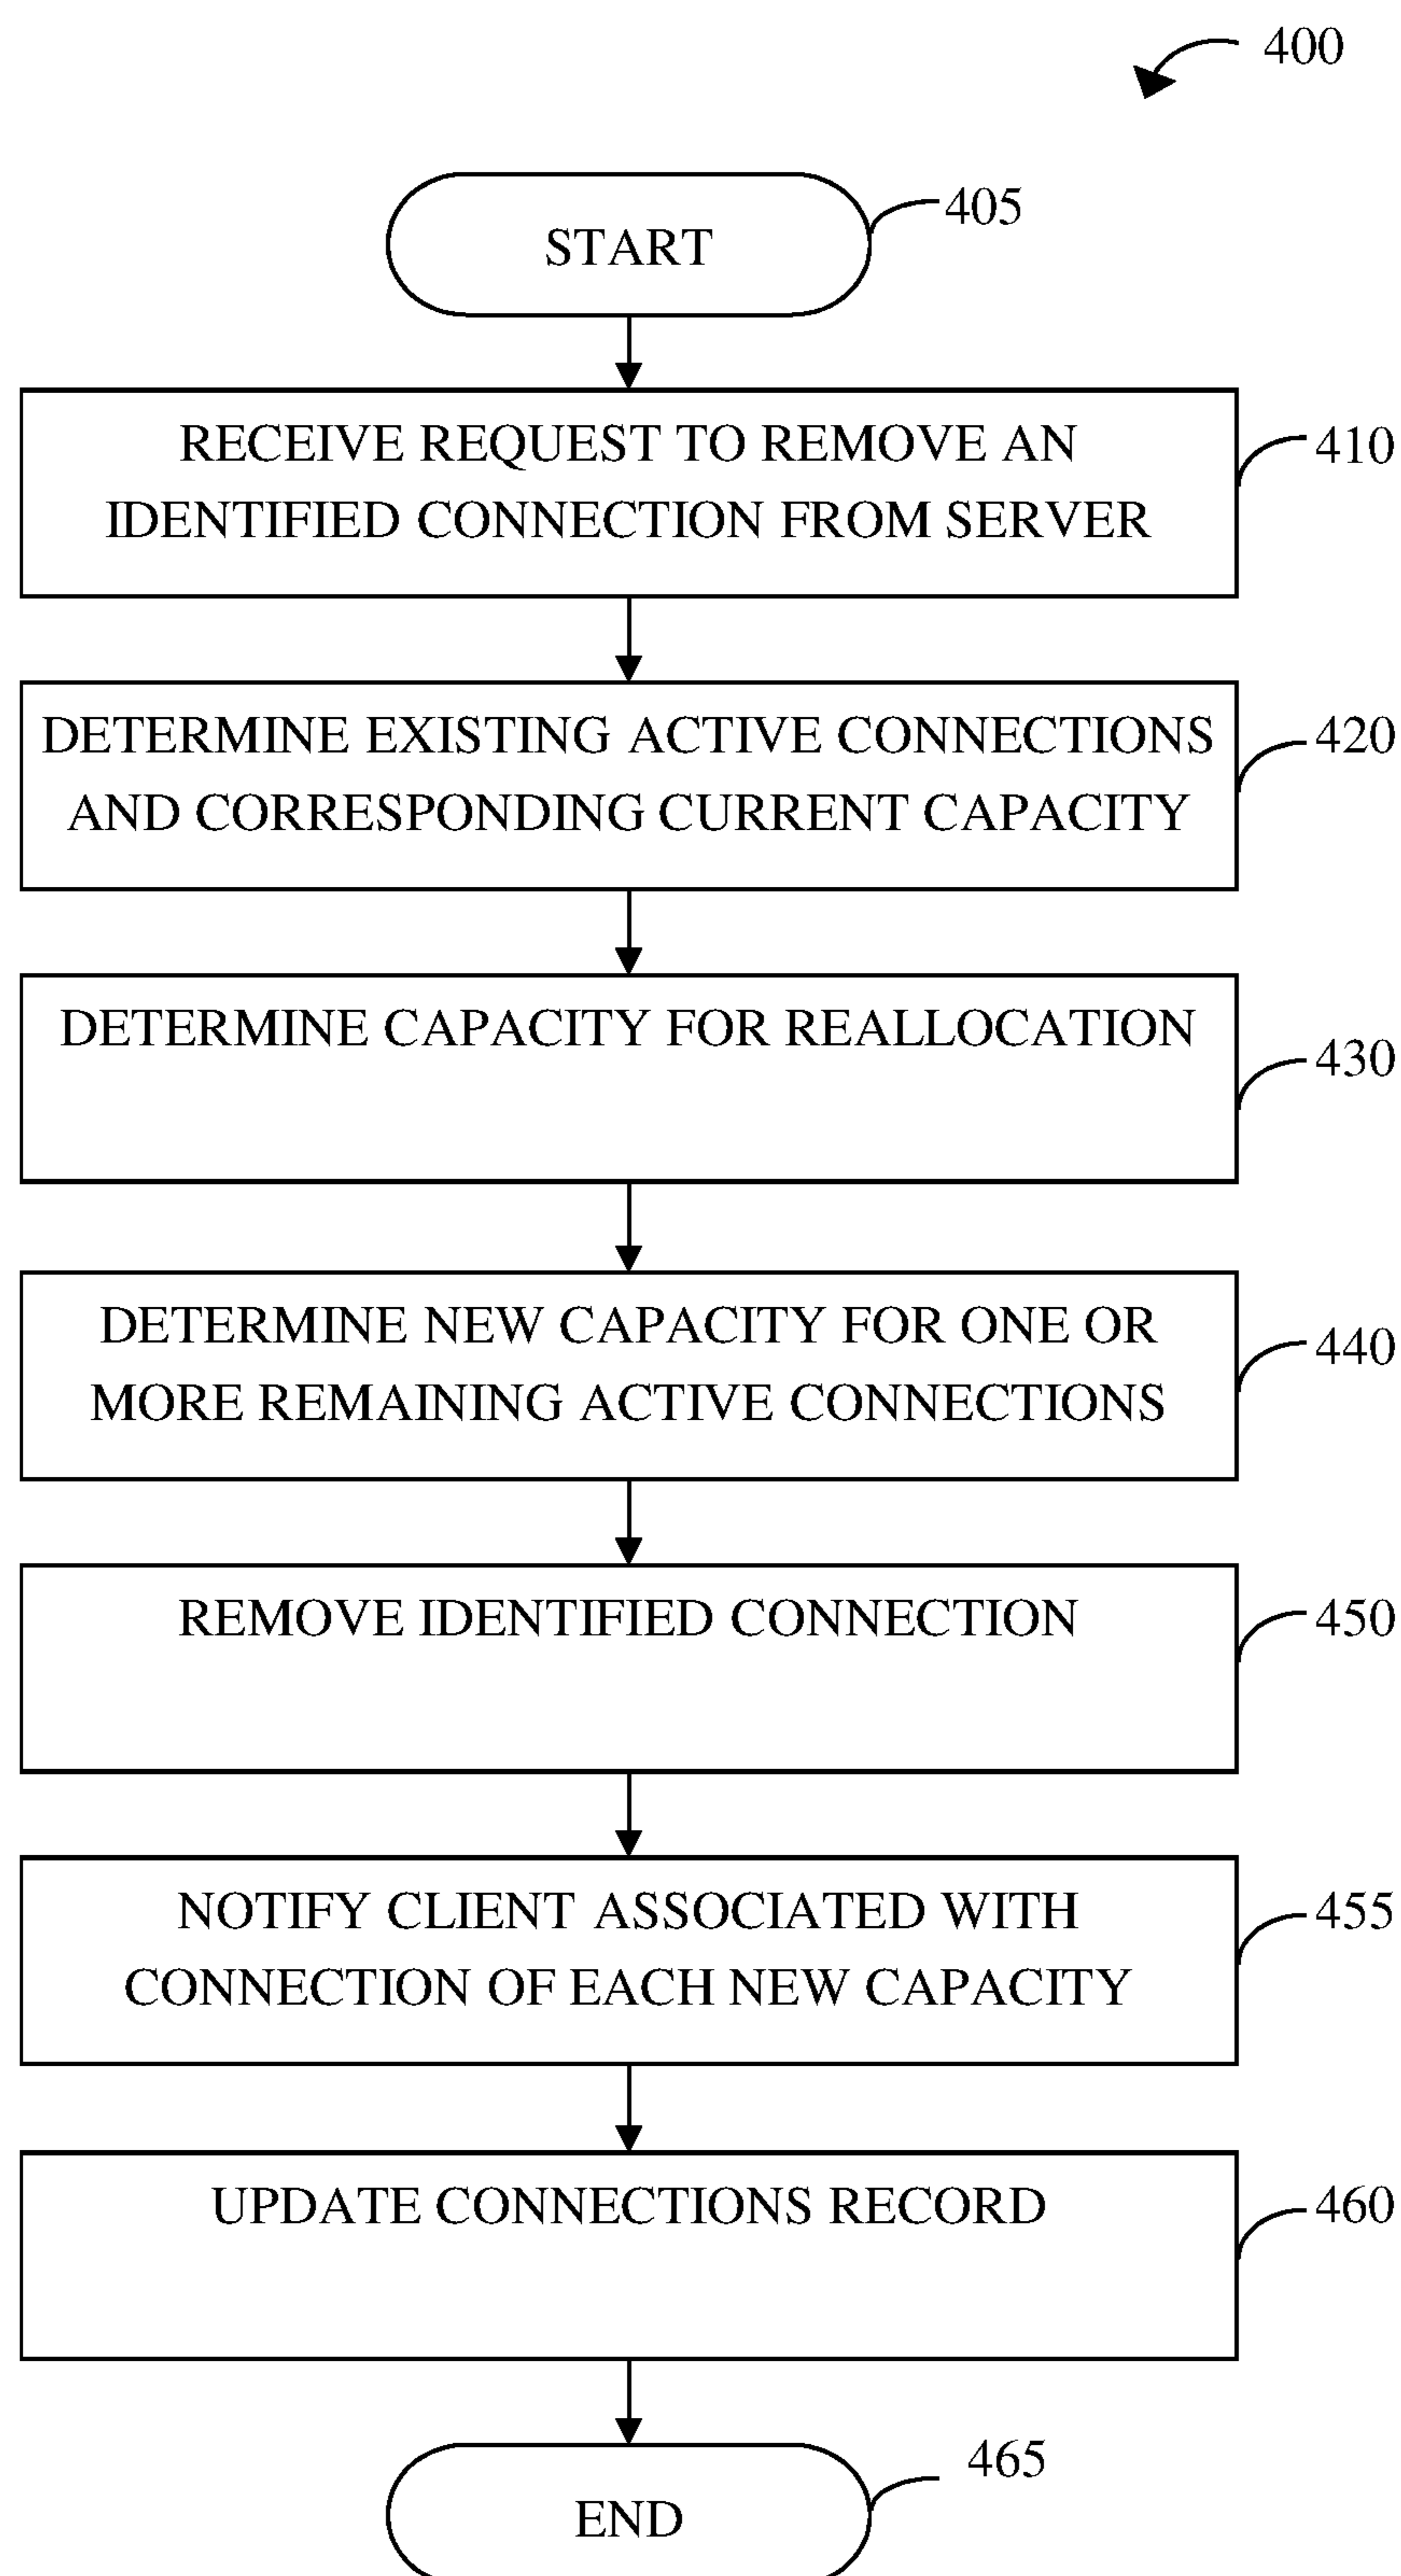 400
START
405
RECEIVE REQUEST TO REMOVE AN
IDENTIFIED CONNECTION FROM SERVER
410
DETERMINE EXISTING ACTIVE CONNECTIONS
AND CORRESPONDING CURRENT CAPACITY
420
DETERMINE CAPACITY FOR REALLOCATION
430
DETERMINE NEW CAPACITY FOR ONE OR
MORE REMAINING ACTIVE CONNECTIONS
440
REMOVE IDENTIFIED CONNECTION
450
NOTIFY CLIENT ASSOCIATED WITH
CONNECTION OF EACH NEW CAPACITY
455
UPDATE CONNECTIONS RECORD
460
END
465